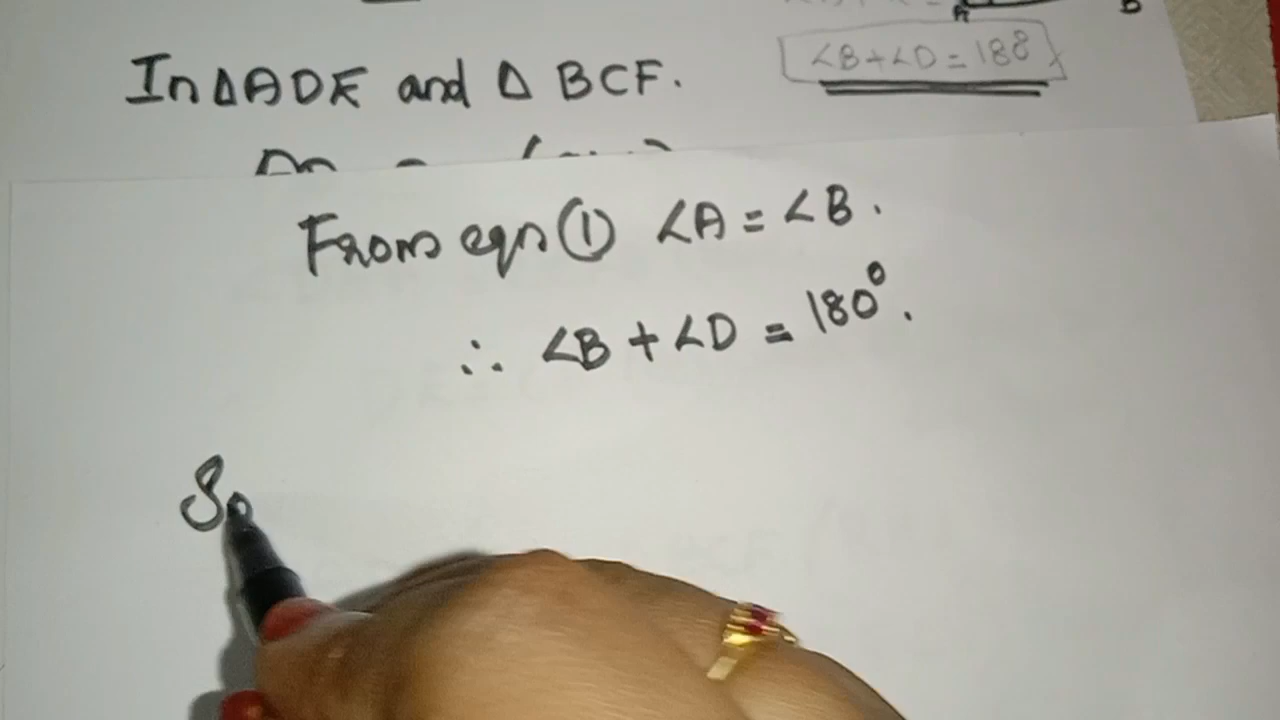 B
∠B+∠D=180
In ΔADE and Δ BCF.
From eqn ① ∠A = ∠B.
∴ ∠B + ∠D = 180°.
So